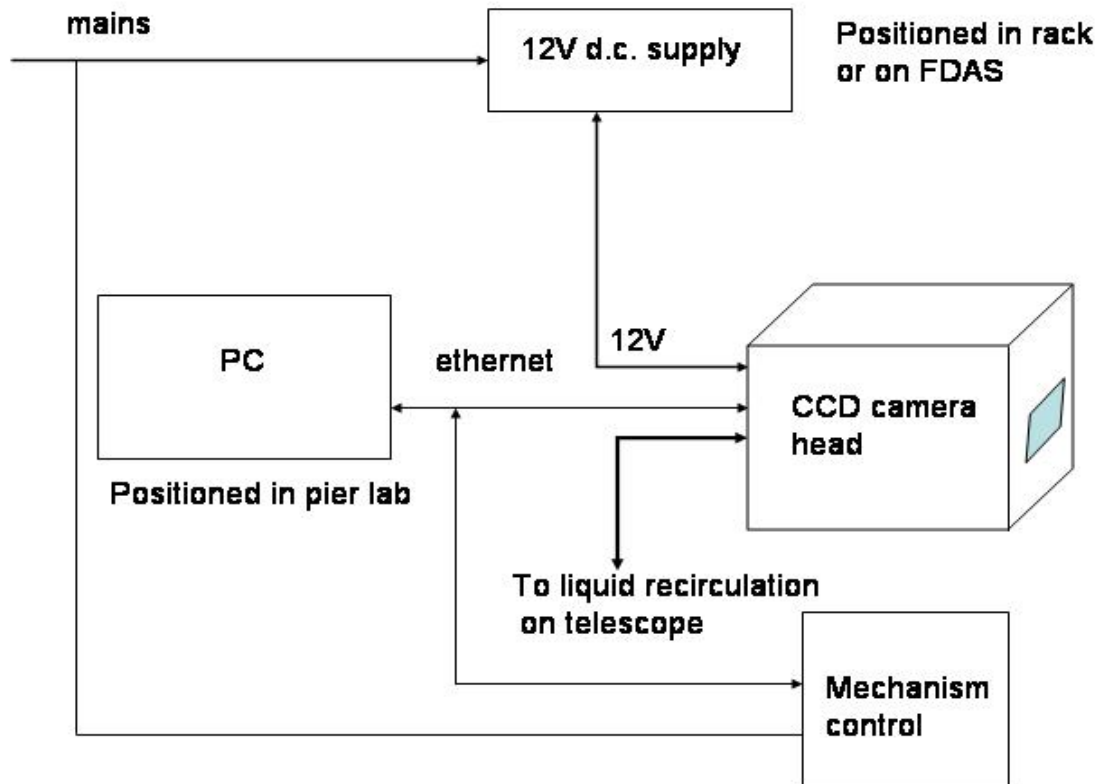 mains
12V d.c. supply
Positioned in rack
or on FDAS
12V
PC
ethernet
CCD camera
head
Positioned in pier lab
To liquid recirculation
on telescope
Mechanism
control